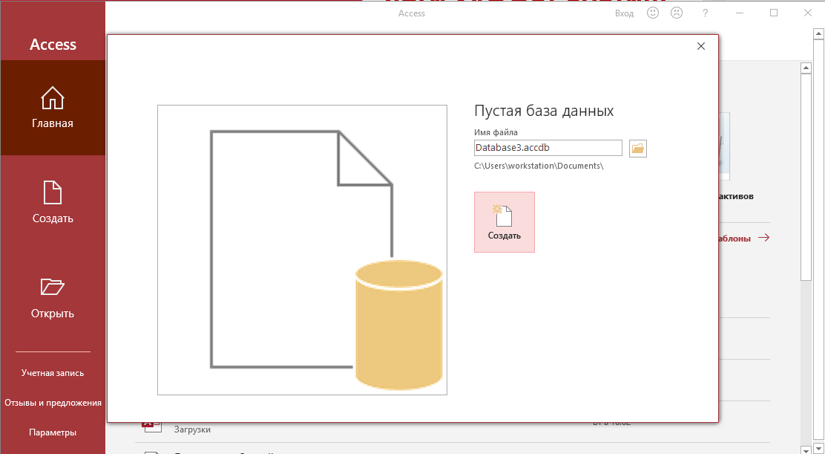 Access
Вход
?
Access
Главная
Создать
Открыть
Учетная запись
Отзывы и предложения
Параметры
Пустая база данных
Имя файла
Database3.accdb
C:\Users\workstation\Documents\
Создать
активов
аблоны
Загрузки